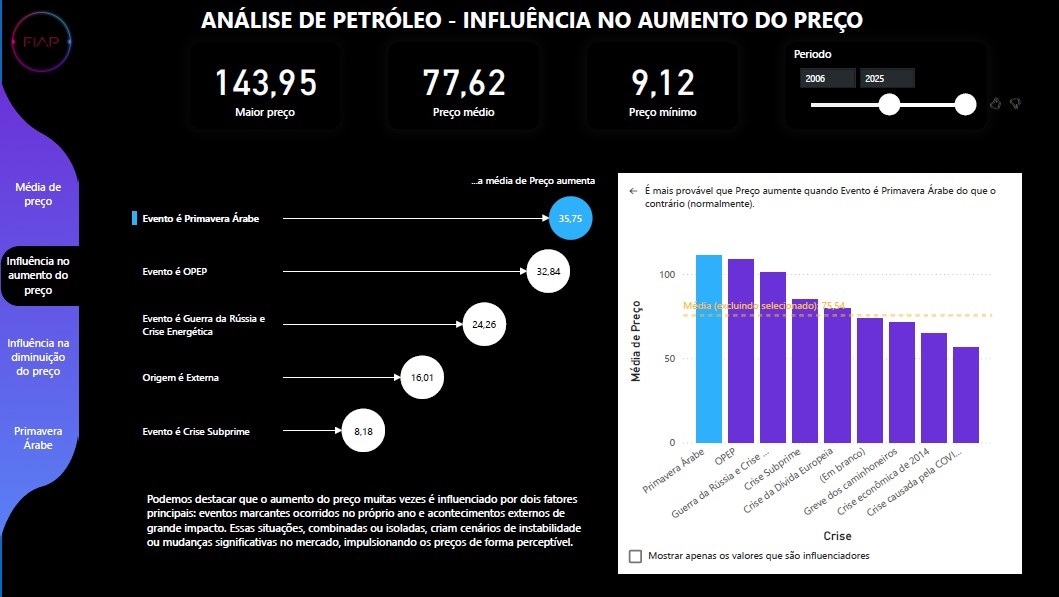 FIAP
ANÁLISE DE PETRÓLEO - INFLUÊNCIA NO AUMENTO DO PREÇO
143,95
Maior preço
77,62
Preço médio
9,12
Preço mínimo
Periodo
2006
2025
Média de
preço
Influência no
aumento do
preço
Influência na
diminuição
do preço
Primavera
Árabe
...a média de Preço aumenta
Evento é Primavera Árabe
35,75
Evento é OPEP
32,84
Evento é Guerra da Rússia e
Crise Energética
24,26
Origem é Externa
16,01
Evento é Crise Subprime
8,18
Podemos destacar que o aumento do preço muitas vezes é influenciado por dois fatores
principais: eventos marcantes ocorridos no próprio ano e acontecimentos externos de
grande impacto. Essas situações, combinadas ou isoladas, criam cenários de instabilidade
ou mudanças significativas no mercado, impulsionando os preços de forma perceptível.
← É mais provável que Preço aumente quando Evento é Primavera Árabe do que o
contrário (normalmente).
Média de Preço
100
50
0
Média (excluindo selecionado): 75,54
Primavera Árabe
OPEP
Guerra da Rússia e Crise ...
Crise Subprime
Crise da Dívida Europeia
(Em branco)
Greve dos caminhoneiros
Crise econômica de 2014
Crise causada pela COVI...
Crise
Mostrar apenas os valores que são influenciadores